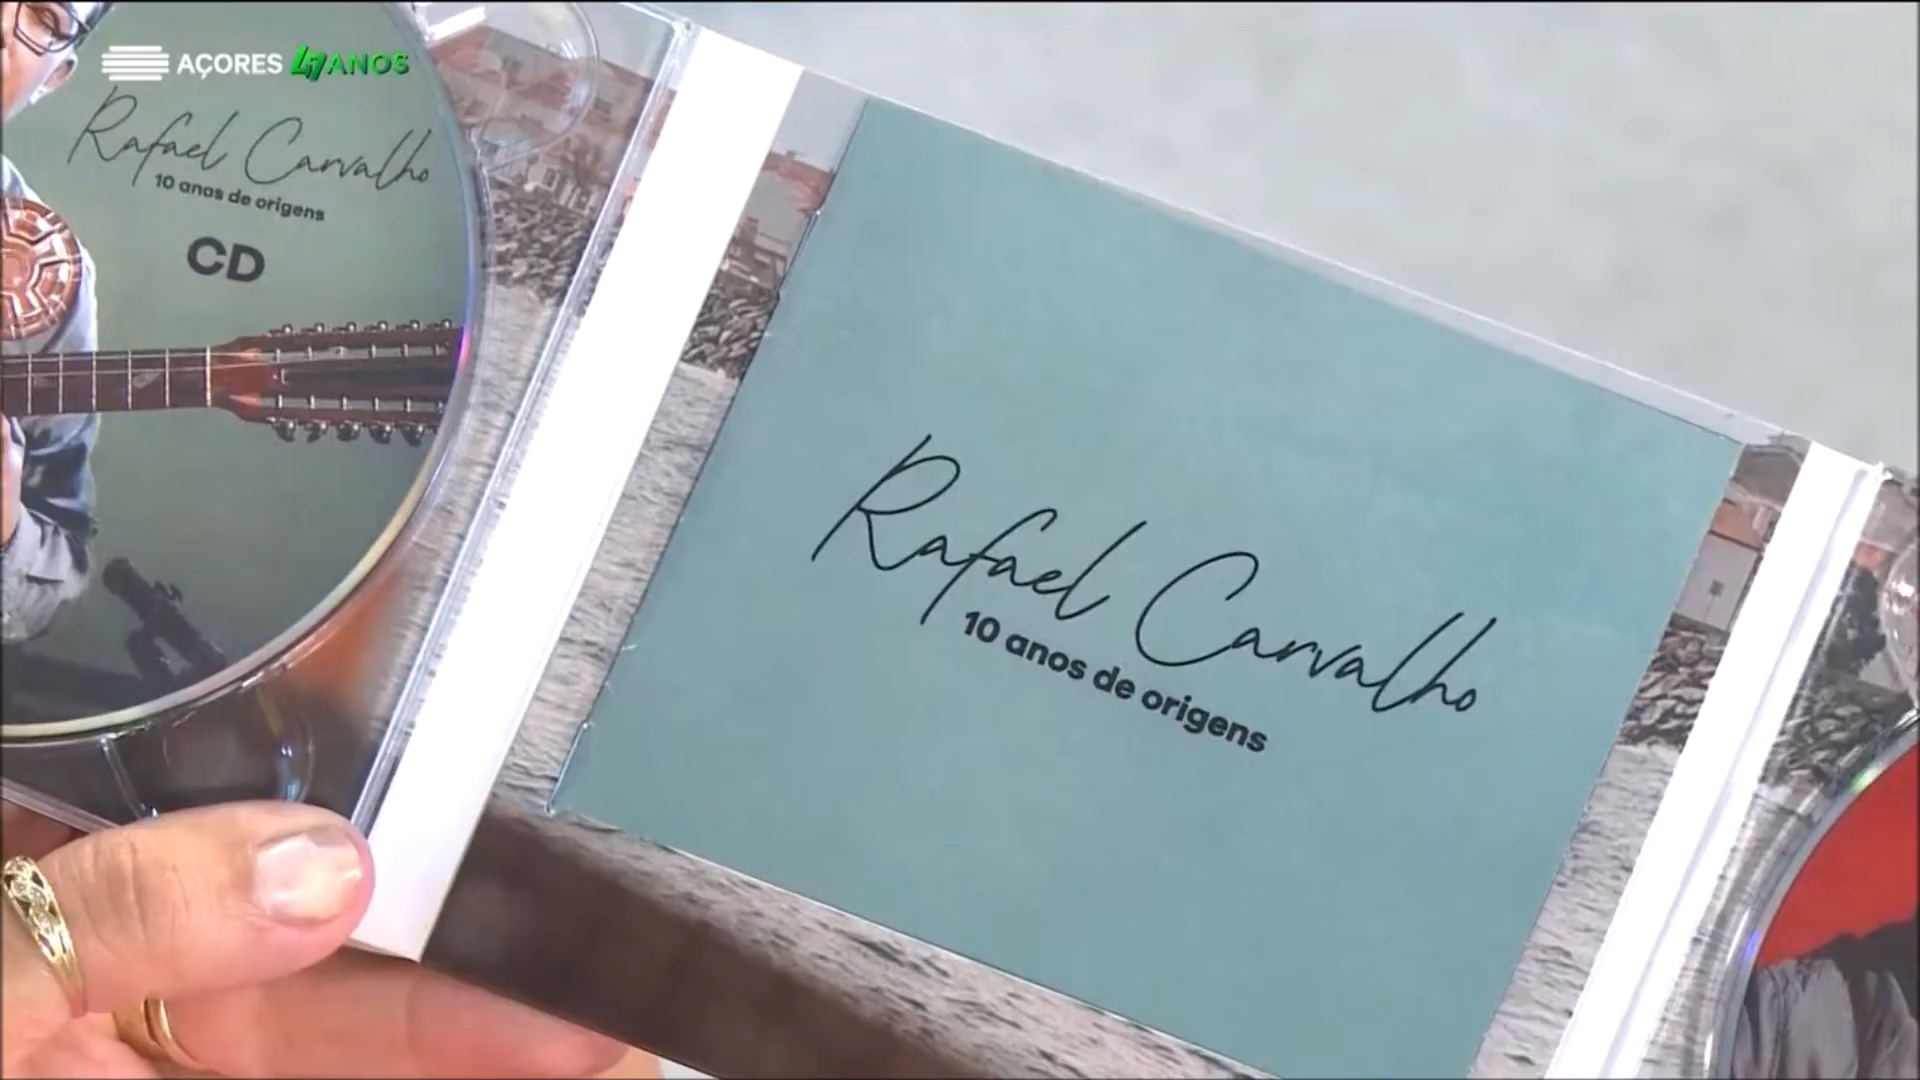 AÇORES 47 ANOS
Rafael Carvalho
10 anos de origens
CD
Rafael Carvalho
10 anos de origens